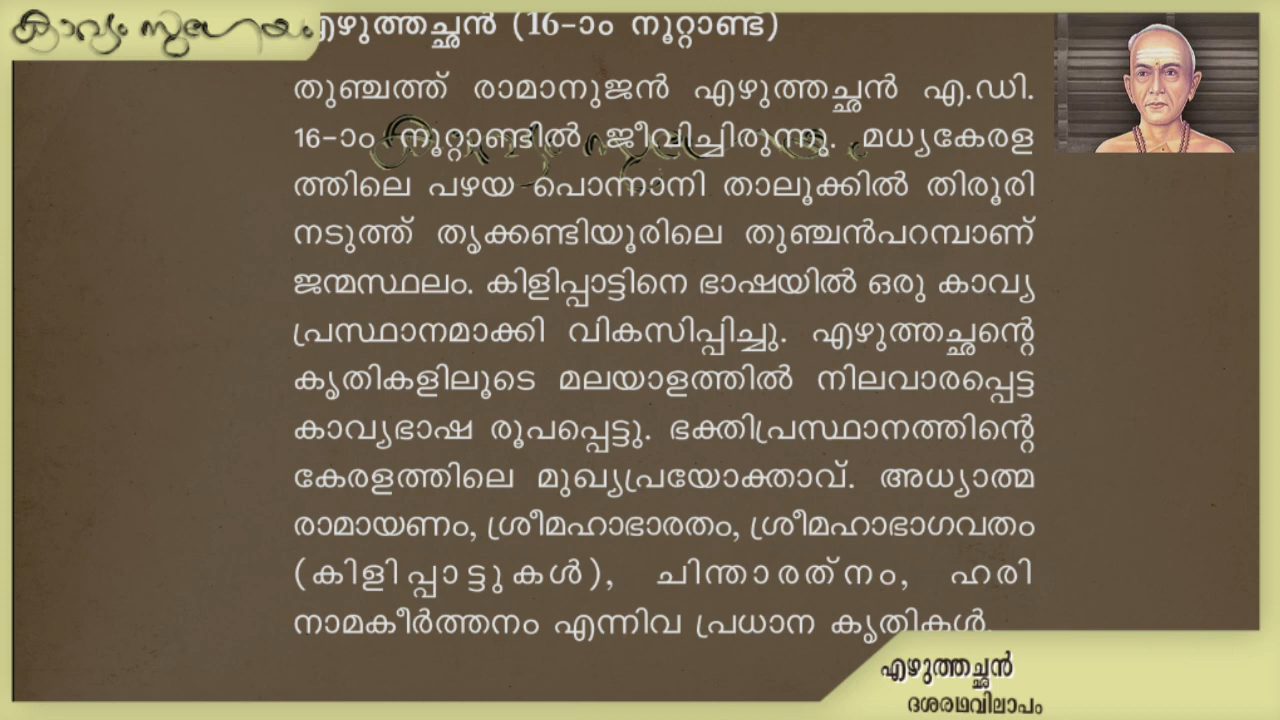 കാവ്യം സുഗേയം
എഴുത്തച്ഛൻ (16-ാം നൂറ്റാണ്ട്)
തുഞ്ചത്ത് രാമാനുജൻ എഴുത്തച്ഛൻ എ.ഡി.
16-ാം നൂറ്റാണ്ടിൽ ജീവിച്ചിരുന്നു. മധ്യകേരള
ത്തിലെ പഴയ പൊന്നാനി താലൂക്കിൽ തിരൂരി
നടുത്ത് തൃക്കണ്ടിയൂരിലെ തുഞ്ചൻപറമ്പാണ്
ജന്മസ്ഥലം. കിളിപ്പാട്ടിനെ ഭാഷയിൽ ഒരു കാവ്യ
പ്രസ്ഥാനമാക്കി വികസിപ്പിച്ചു. എഴുത്തച്ഛന്റെ
കൃതികളിലൂടെ മലയാളത്തിൽ നിലവാരപ്പെട്ട
കാവ്യഭാഷ രൂപപ്പെട്ടു. ഭക്തിപ്രസ്ഥാനത്തിന്റെ
കേരളത്തിലെ മുഖ്യപ്രയോക്താവ്. അധ്യാത്മ
രാമായണം, ശ്രീമഹാഭാരതം, ശ്രീമഹാഭാഗവതം
(കിളിപ്പാട്ടുകൾ), ചിന്താരത്നം, ഹരി
നാമകീർത്തനം എന്നിവ പ്രധാന കൃതികൾ.
എഴുത്തച്ഛൻ
ദശരഥവിലാപം